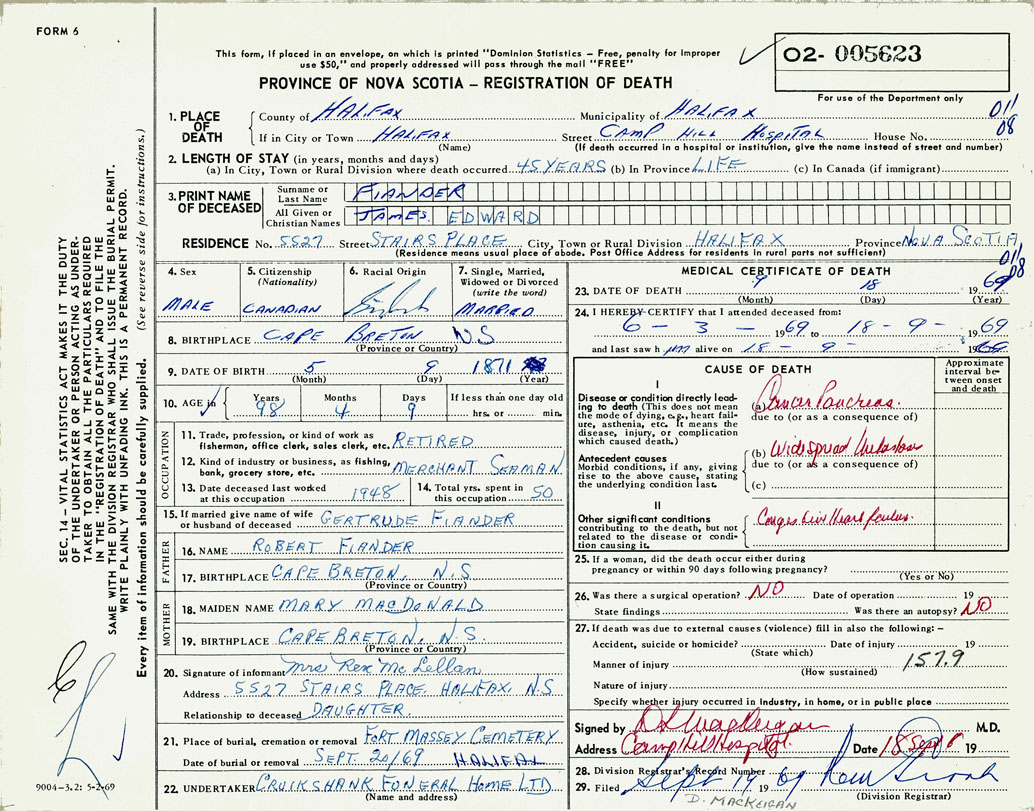 FORM 6
This form, if placed in an envelope, on which is printed "Dominion Statistics – Free, penalty for improper
use $50," and properly addressed will pass through the mail "FREE"
O2- 005623
PROVINCE OF NOVA SCOTIA – REGISTRATION OF DEATH
For use of the Department only
011
08
1. PLACE OF DEATH
County of HALIFAX Municipality of HALIFAX
If in City or Town HALIFAX Street CAMP HILL HOSPITAL House No.
(Name) (If death occurred in a hospital or institution, give the name instead of street and number)
2. LENGTH OF STAY (in years, months and days)
(a) In City, Town or Rural Division where death occurred 45 YEARS (b) In Province LIFE (c) In Canada (if immigrant)
3. PRINT NAME OF DECEASED
Surname or Last Name FIANDER
All Given or Christian Names JAMES EDWARD
RESIDENCE No. 5527 Street STAIRS PLACE City, Town or Rural Division HALIFAX Province NOVA SCOTIA
(Residence means usual place of abode. Post Office Address for residents in rural parts not sufficient)
011
08
4. Sex
MALE
5. Citizenship
(Nationality)
CANADIAN
6. Racial Origin
7. Single, Married,
Widowed or Divorced
(write the word)
MARRIED
8. BIRTHPLACE CAPE BRETON N.S
(Province or Country)
9. DATE OF BIRTH 5 9 1871
(Month) (Day) (Year)
10. AGE in Years Months Days If less than one day old
98 4 9 hrs. or min.
OCCUPATION
11. Trade, profession, or kind of work as
fisherman, office clerk, sales clerk, etc. RETIRED
12. Kind of industry or business, as fishing,
bank, grocery store, etc. MERCHANT SEAMAN
13. Date deceased last worked
at this occupation 1948
14. Total yrs. spent in
this occupation 50
15. If married give name of wife
or husband of deceased GERTRUDE FIANDER
FATHER
16. NAME ROBERT FIANDER
17. BIRTHPLACE CAPE BRETON, N.S.
(Province or Country)
MOTHER
18. MAIDEN NAME MARY MACDONALD
19. BIRTHPLACE CAPE BRETON, N.S.
(Province or Country)
20. Signature of informant Mrs Rex McLellan
Address 5527 STAIRS PLACE, HALIFAX, N.S
Relationship to deceased DAUGHTER.
21. Place of burial, cremation or removal FORT MASSEY CEMETERY
Date of burial or removal SEPT. 20/69 HALIFAX
22. UNDERTAKER CRUIKSHANK FUNERAL HOME LTD
(Name and address)
MEDICAL CERTIFICATE OF DEATH
23. DATE OF DEATH 9 18 1969
(Month) (Day) (Year)
24. I HEREBY CERTIFY that I attended deceased from:
6 – 3 – 1969 to 18 – 9 – 1969
and last saw him alive on 18 – 9 – 1969
CAUSE OF DEATH
Approximate
interval be-
tween onset
and death
I
Disease or condition directly lead-
ing to death (This does not mean
the mode of dying, e.g., heart fail-
ure, asthenia, etc. It means the
disease, injury, or complication
which caused death.)
(a) Cancer Pancreas.
due to (or as a consequence of)
Antecedent causes
Morbid conditions, if any, giving
rise to the above cause, stating
the underlying condition last.
(b) Widespread
due to (or as a consequence of)
(c)
II
Other significant conditions
contributing to the death, but not
related to the disease or condi-
tion causing it.
Congestive Heart Failure.
25. If a woman, did the death occur either during
pregnancy or within 90 days following pregnancy?
(Yes or No)
26. Was there a surgical operation? NO Date of operation 19
State findings Was there an autopsy? NO
27. If death was due to external causes (violence) fill in also the following: –
Accident, suicide or homicide? Date of injury 19
(State which)
Manner of injury 157.9
(How sustained)
Nature of injury
Specify whether injury occurred in Industry, in home, or in public place
Signed by D L MacKeigan M.D.
Address Camp Hill Hospital. Date 18 Sept 19
28. Division Registrar's Record Number
29. Filed Sept 19 1969
D. MACKEIGAN (Division Registrar)
SEC. 14 – VITAL STATISTICS ACT MAKES IT THE DUTY
OF THE UNDERTAKER OR PERSON ACTING AS UNDER-
TAKER TO OBTAIN ALL THE PARTICULARS REQUIRED
IN THE "REGISTRATION OF DEATH" AND TO FILE THE
SAME WITH THE DIVISION REGISTRAR WHO SHALL ISSUE THE BURIAL PERMIT.
WRITE PLAINLY WITH UNFADING INK. THIS IS A PERMANENT RECORD.
Every item of information should be carefully supplied. (See reverse side for instructions.)
9004-3.2: 5-2-69